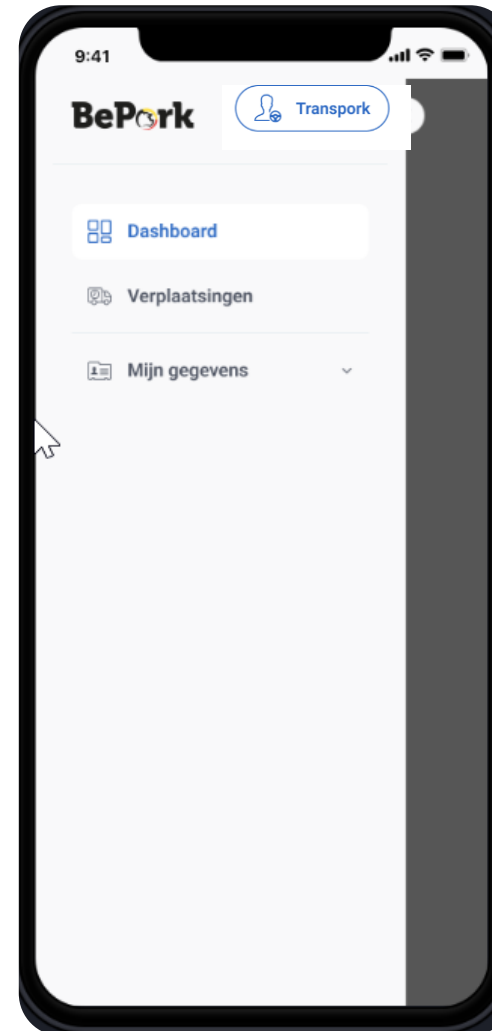 9:41
BePork
Transpork
Dashboard
Verplaatsingen
Mijn gegevens